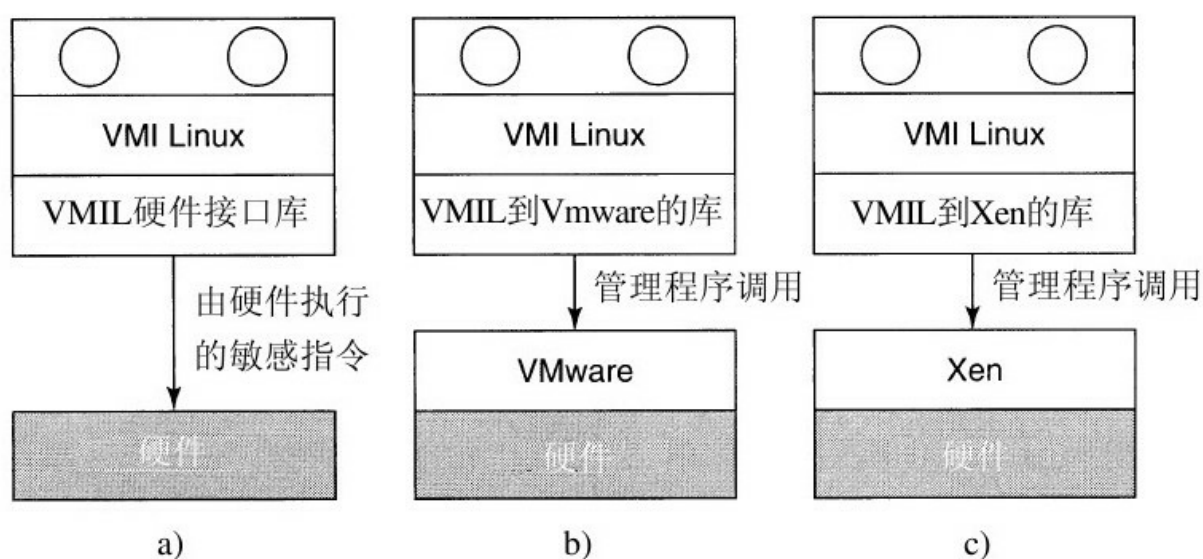 VMI Linux
VMIL硬件接口库
由硬件执行
的敏感指令
硬件
a)
VMI Linux
VMIL到Vmware的库
管理程序调用
VMware
硬件
b)
VMI Linux
VMIL到Xen的库
管理程序调用
Xen
硬件
c)